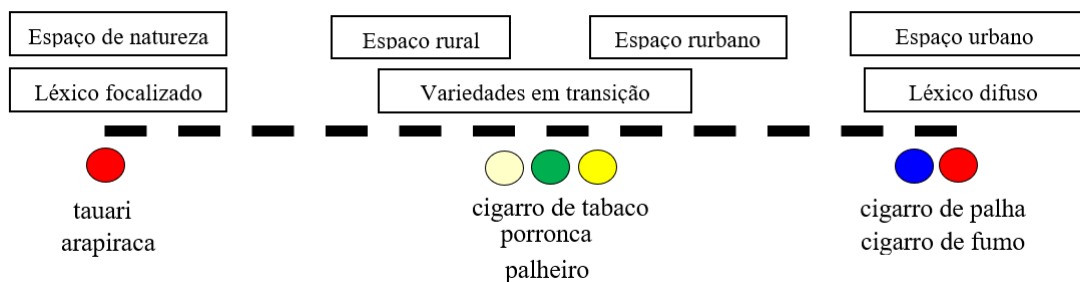 Espaço de natureza
Espaco rural
Espaço rurbano
Espaço urbano
Léxico focalizado
Variedades em transição
Léxico difuso
tauari
arapiraca
cigarro de tabaco
porronca
palheiro
cigarro de palha
cigarro de fumo